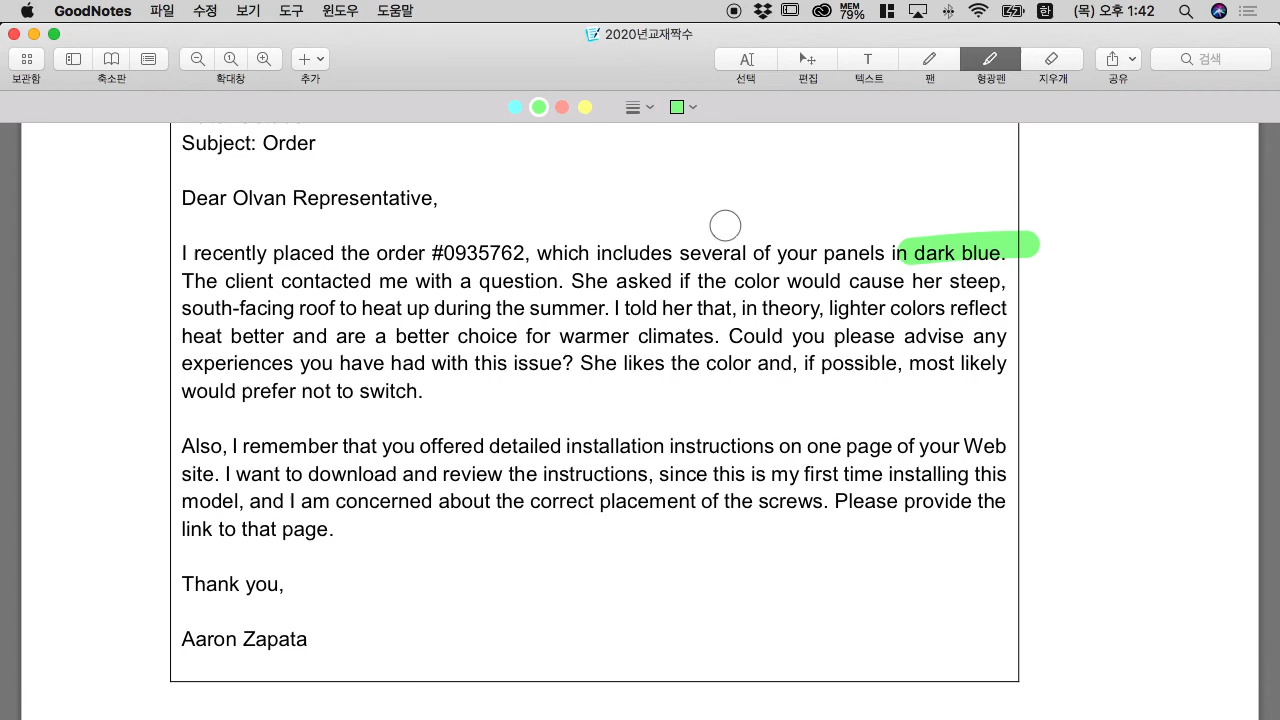 GoodNotes 파일 수정 보기 도구 윈도우 도움말 MEM 79% 한 (목) 오후 1:42
2020년교재짝수
보관함 축소판 확대창 추가 선택 편집 T 텍스트 펜 형광펜 지우개 공유 검색
Subject: Order
Dear Olvan Representative,
I recently placed the order #0935762, which includes several of your panels in dark blue.
The client contacted me with a question. She asked if the color would cause her steep,
south-facing roof to heat up during the summer. I told her that, in theory, lighter colors reflect
heat better and are a better choice for warmer climates. Could you please advise any
experiences you have had with this issue? She likes the color and, if possible, most likely
would prefer not to switch.
Also, I remember that you offered detailed installation instructions on one page of your Web
site. I want to download and review the instructions, since this is my first time installing this
model, and I am concerned about the correct placement of the screws. Please provide the
link to that page.
Thank you,
Aaron Zapata